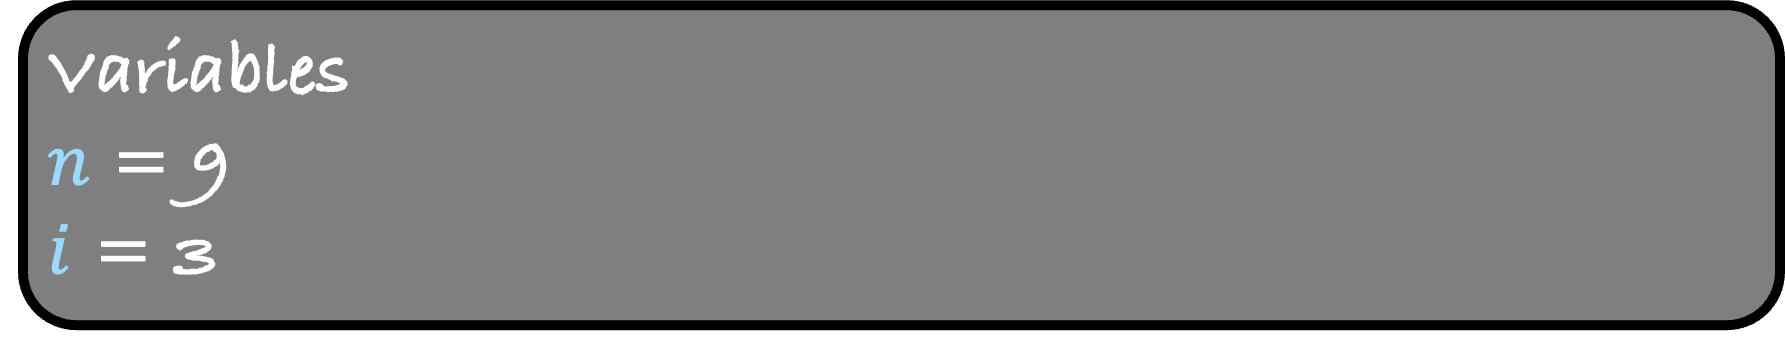 Variables
n = 9
i = 3